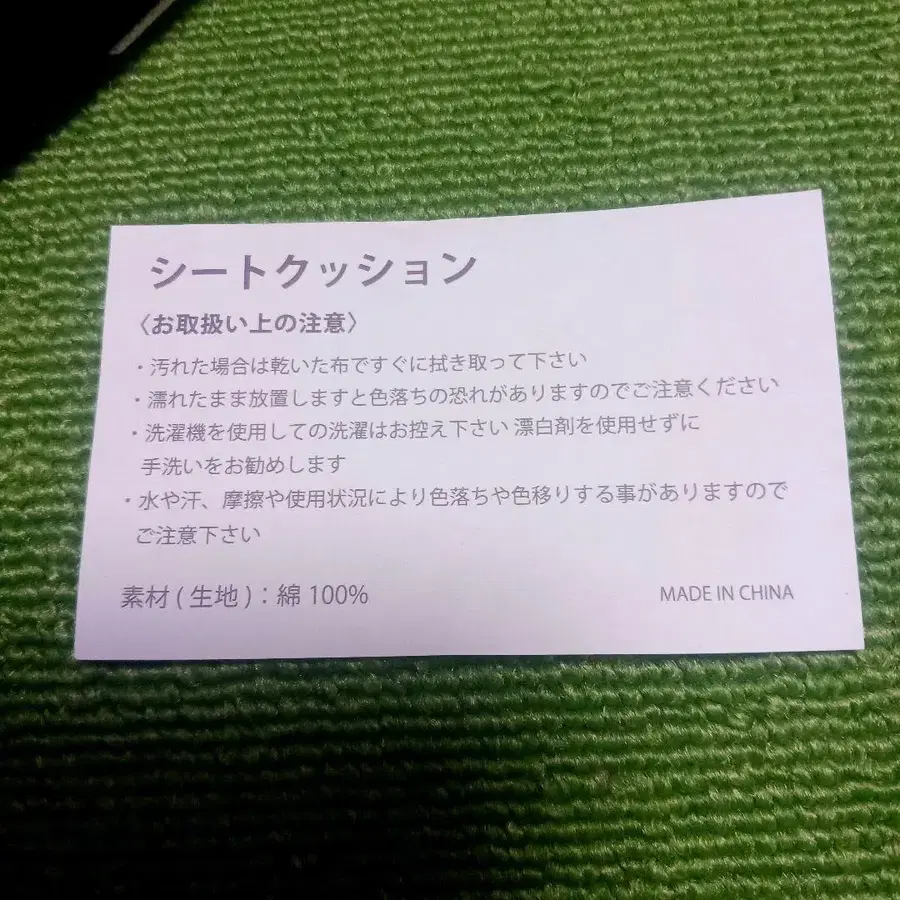 シートクッション
〈お取扱い上の注意〉
・汚れた場合は乾いた布ですぐに拭き取って下さい
・濡れたまま放置しますと色落ちの恐れがありますのでご注意ください
・洗濯機を使用しての洗濯はお控え下さい 漂白剤を使用せずに
手洗いをお勧めします
・水や汗、摩擦や使用状況により色落ちや色移りする事がありますので
ご注意下さい
素材 ( 生地 ) : 綿 100%
MADE IN CHINA